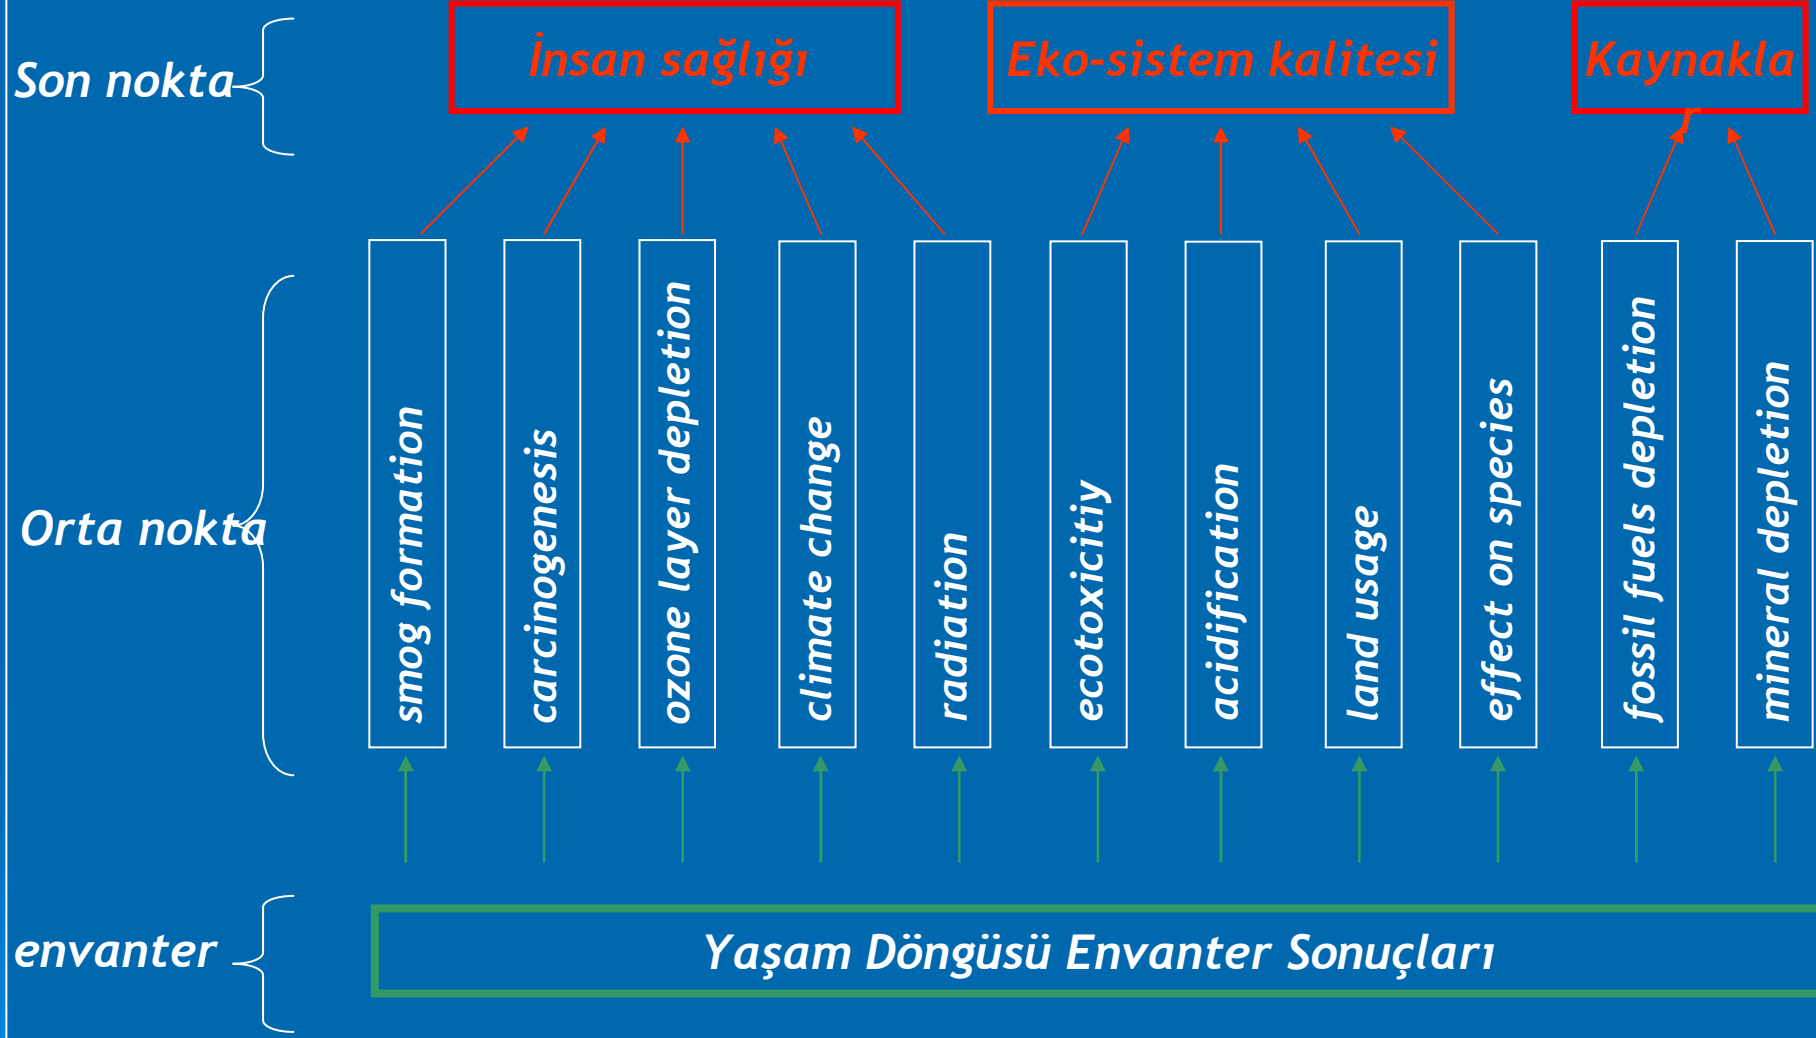 Son nokta
İnsan sağlığı
Eko-sistem kalitesi
Kaynakla
r
Orta nokta
smog formation
carcinogenesis
ozone layer depletion
climate change
radiation
ecotoxicitiy
acidification
land usage
effect on species
fossil fuels depletion
mineral depletion
envanter
Yaşam Döngüsü Envanter Sonuçları